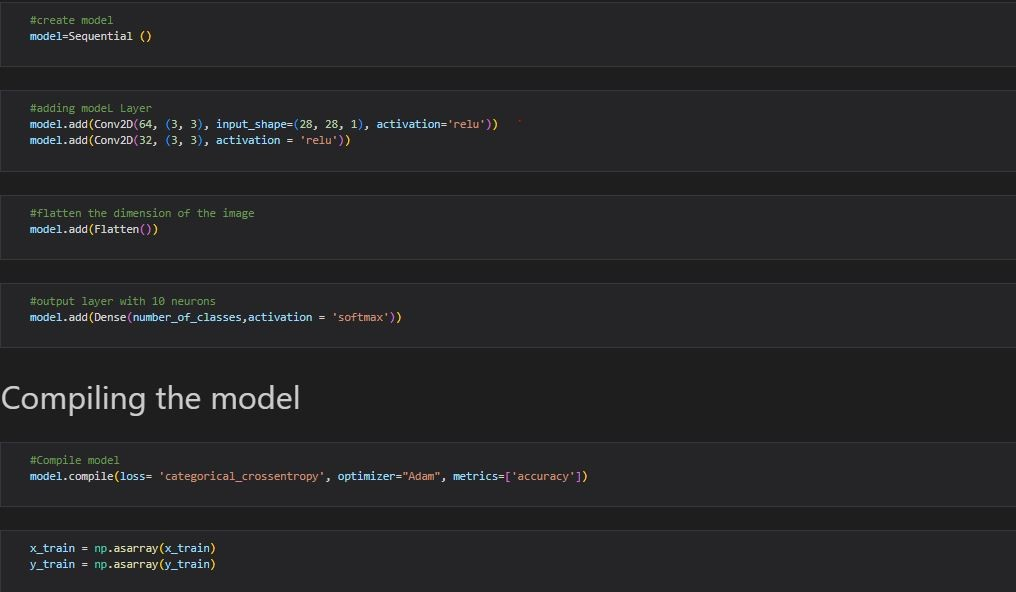 #create model
model=Sequential ()
#adding modeL Layer
model.add(Conv2D(64, (3, 3), input_shape=(28, 28, 1), activation='relu'))
model.add(Conv2D(32, (3, 3), activation = 'relu'))
#flatten the dimension of the image
model.add(Flatten())
#output layer with 10 neurons
model.add(Dense(number_of_classes,activation = 'softmax'))
Compiling the model
#Compile model
model.compile(loss= 'categorical_crossentropy', optimizer="Adam", metrics=['accuracy'])
x_train = np.asarray(x_train)
y_train = np.asarray(y_train)